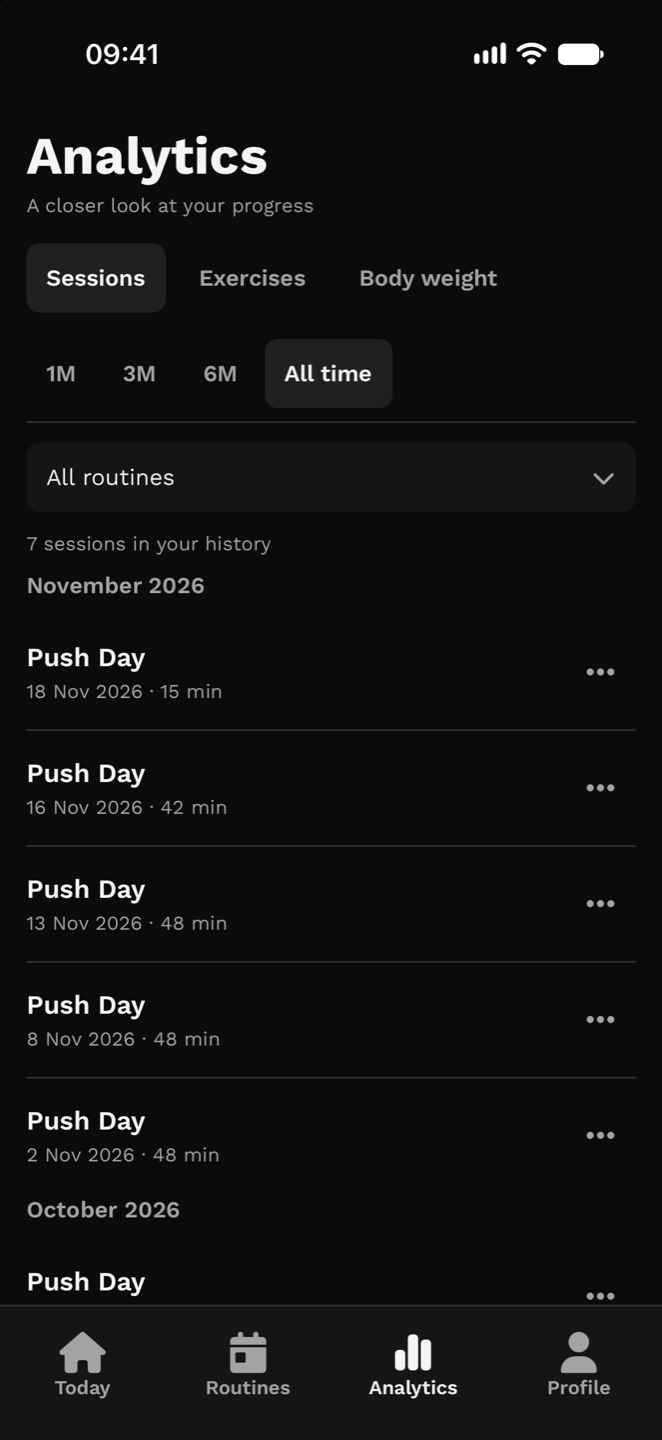 09:41
Analytics
A closer look at your progress
Sessions Exercises Body weight
1M 3M 6M All time
All routines
7 sessions in your history
November 2026
Push Day
18 Nov 2026 · 15 min
Push Day
16 Nov 2026 · 42 min
Push Day
13 Nov 2026 · 48 min
Push Day
8 Nov 2026 · 48 min
Push Day
2 Nov 2026 · 48 min
October 2026
Push Day
Today Routines Analytics Profile